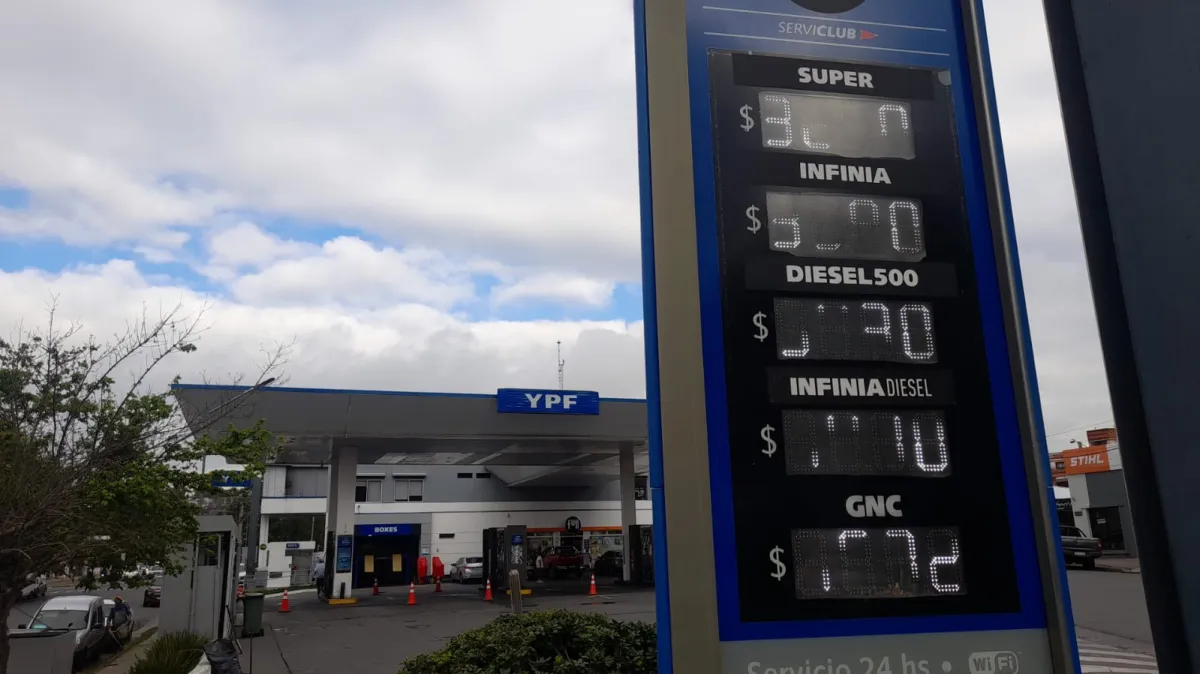 SERVICLUB
SUPER
$
INFINIA
$
DIESEL500
$
INFINIA DIESEL
$
GNC
$
Servicio 24 hs • WiFi
YPF
BOXES
STIHL